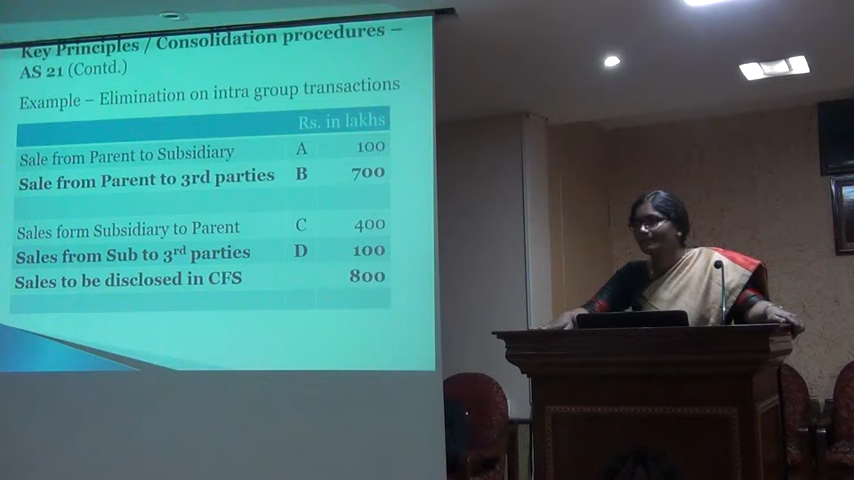 Key Principles / Consolidation procedures –
AS 21 (Contd.)
Example – Elimination on intra group transactions
Rs. in lakhs
Sale from Parent to Subsidiary A 100
Sale from Parent to 3rd parties B 700
Sales form Subsidiary to Parent C 400
Sales from Sub to 3rd parties D 100
Sales to be disclosed in CFS 800